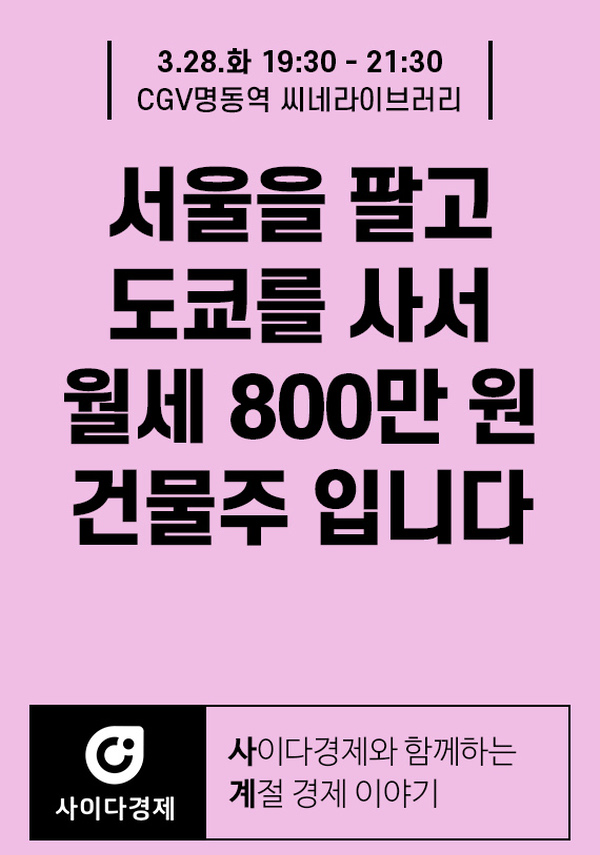 3.28.화 19:30 - 21:30
CGV명동역 씨네라이브러리
서울을 팔고
도쿄를 사서
월세 800만 원
건물주 입니다
사이다경제
사이다경제와 함께하는
계절 경제 이야기